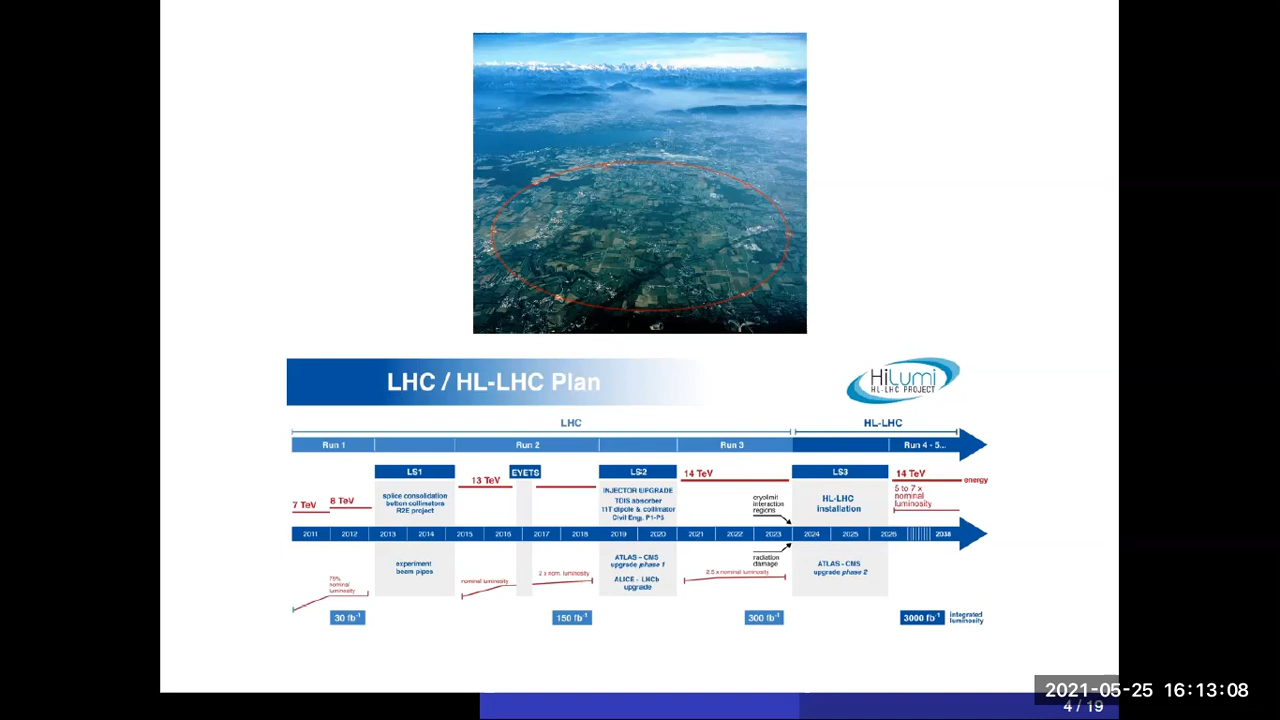 LHC / HL-LHC Plan
HiLumi
HL-LHC PROJECT
LHC
HL-LHC
Run 1
Run 2
Run 3
Run 4 - 5...
LS1
EYETS
LS2
14 TeV
LS3
14 TeV
13 TeV
energy
7 TeV
8 TeV
splice consolidation
button collimators
R2E project
INJECTOR UPGRADE
TDIS absorber
11T dipole & collimator
Civil Eng. P1-P5
cryolimit
interaction
regions
HL-LHC
installation
5 to 7 x
nominal
luminosity
2011
2012
2013
2014
2015
2016
2017
2018
2019
2020
2021
2022
2023
2024
2025
2026
2038
experiment
beam pipes
ATLAS - CMS
upgrade phase 1
ALICE - LHCb
upgrade
radiation
damage
ATLAS - CMS
upgrade phase 2
75%
nominal
luminosity
nominal luminosity
2 x nom. luminosity
2.5 x nominal luminosity
30 fb-1
150 fb-1
300 fb-1
3000 fb-1
integrated
luminosity
2021-05-25 16:13:08
4 / 19